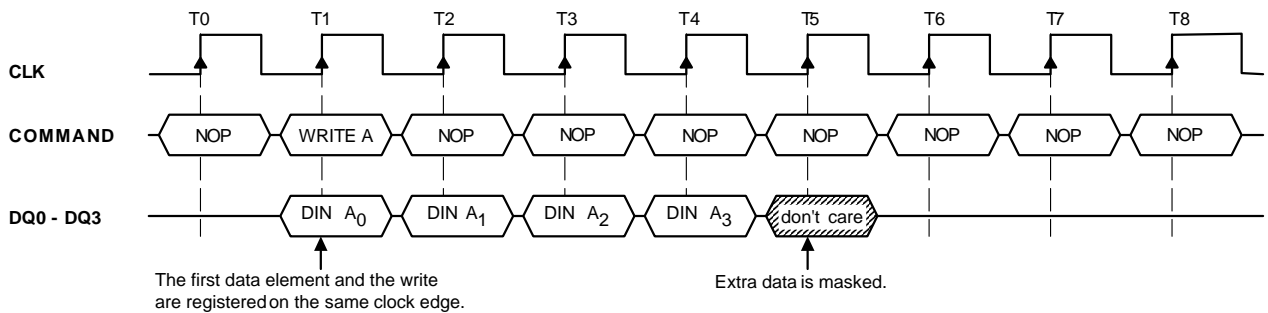 T0 T1 T2 T3 T4 T5 T6 T7 T8
CLK
COMMAND NOP WRITE A NOP NOP NOP NOP NOP NOP NOP
DQ0 - DQ3 DIN A0 DIN A1 DIN A2 DIN A3 don't care
The first data element and the write
are registered on the same clock edge.
Extra data is masked.